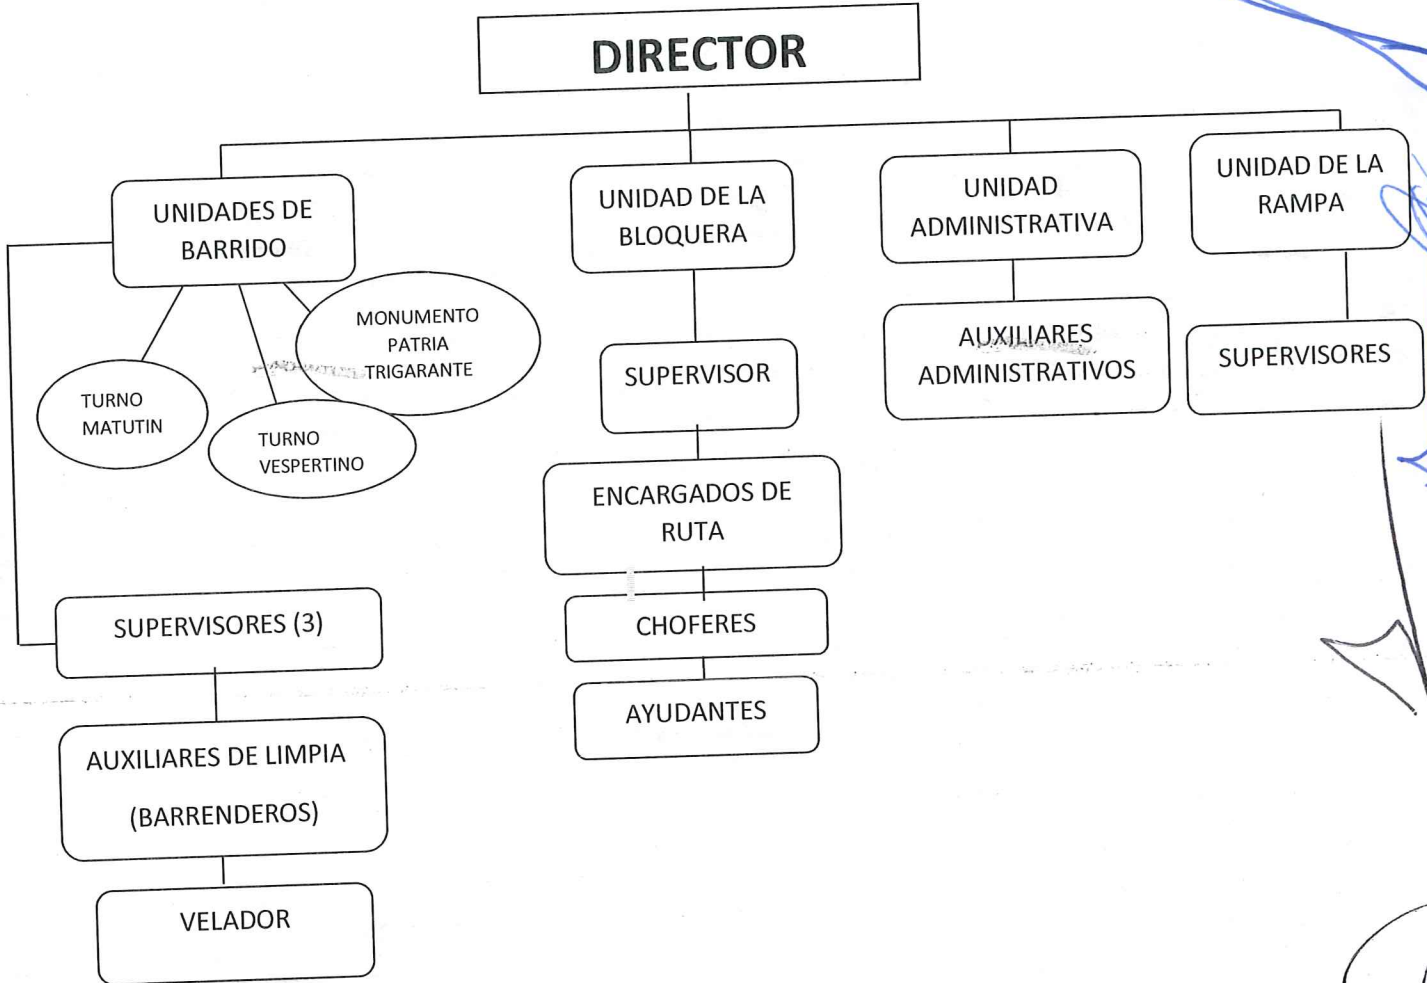 DIRECTOR
UNIDADES DE
BARRIDO
UNIDAD DE LA
BLOQUERA
UNIDAD
ADMINISTRATIVA
UNIDAD DE LA
RAMPA
MONUMENTO
PATRIA
TRIGARANTE
TURNO
MATUTIN
TURNO
VESPERTINO
SUPERVISOR
AUXILIARES
ADMINISTRATIVOS
SUPERVISORES
ENCARGADOS DE
RUTA
CHOFERES
AYUDANTES
SUPERVISORES (3)
AUXILIARES DE LIMPIA
(BARRENDEROS)
VELADOR